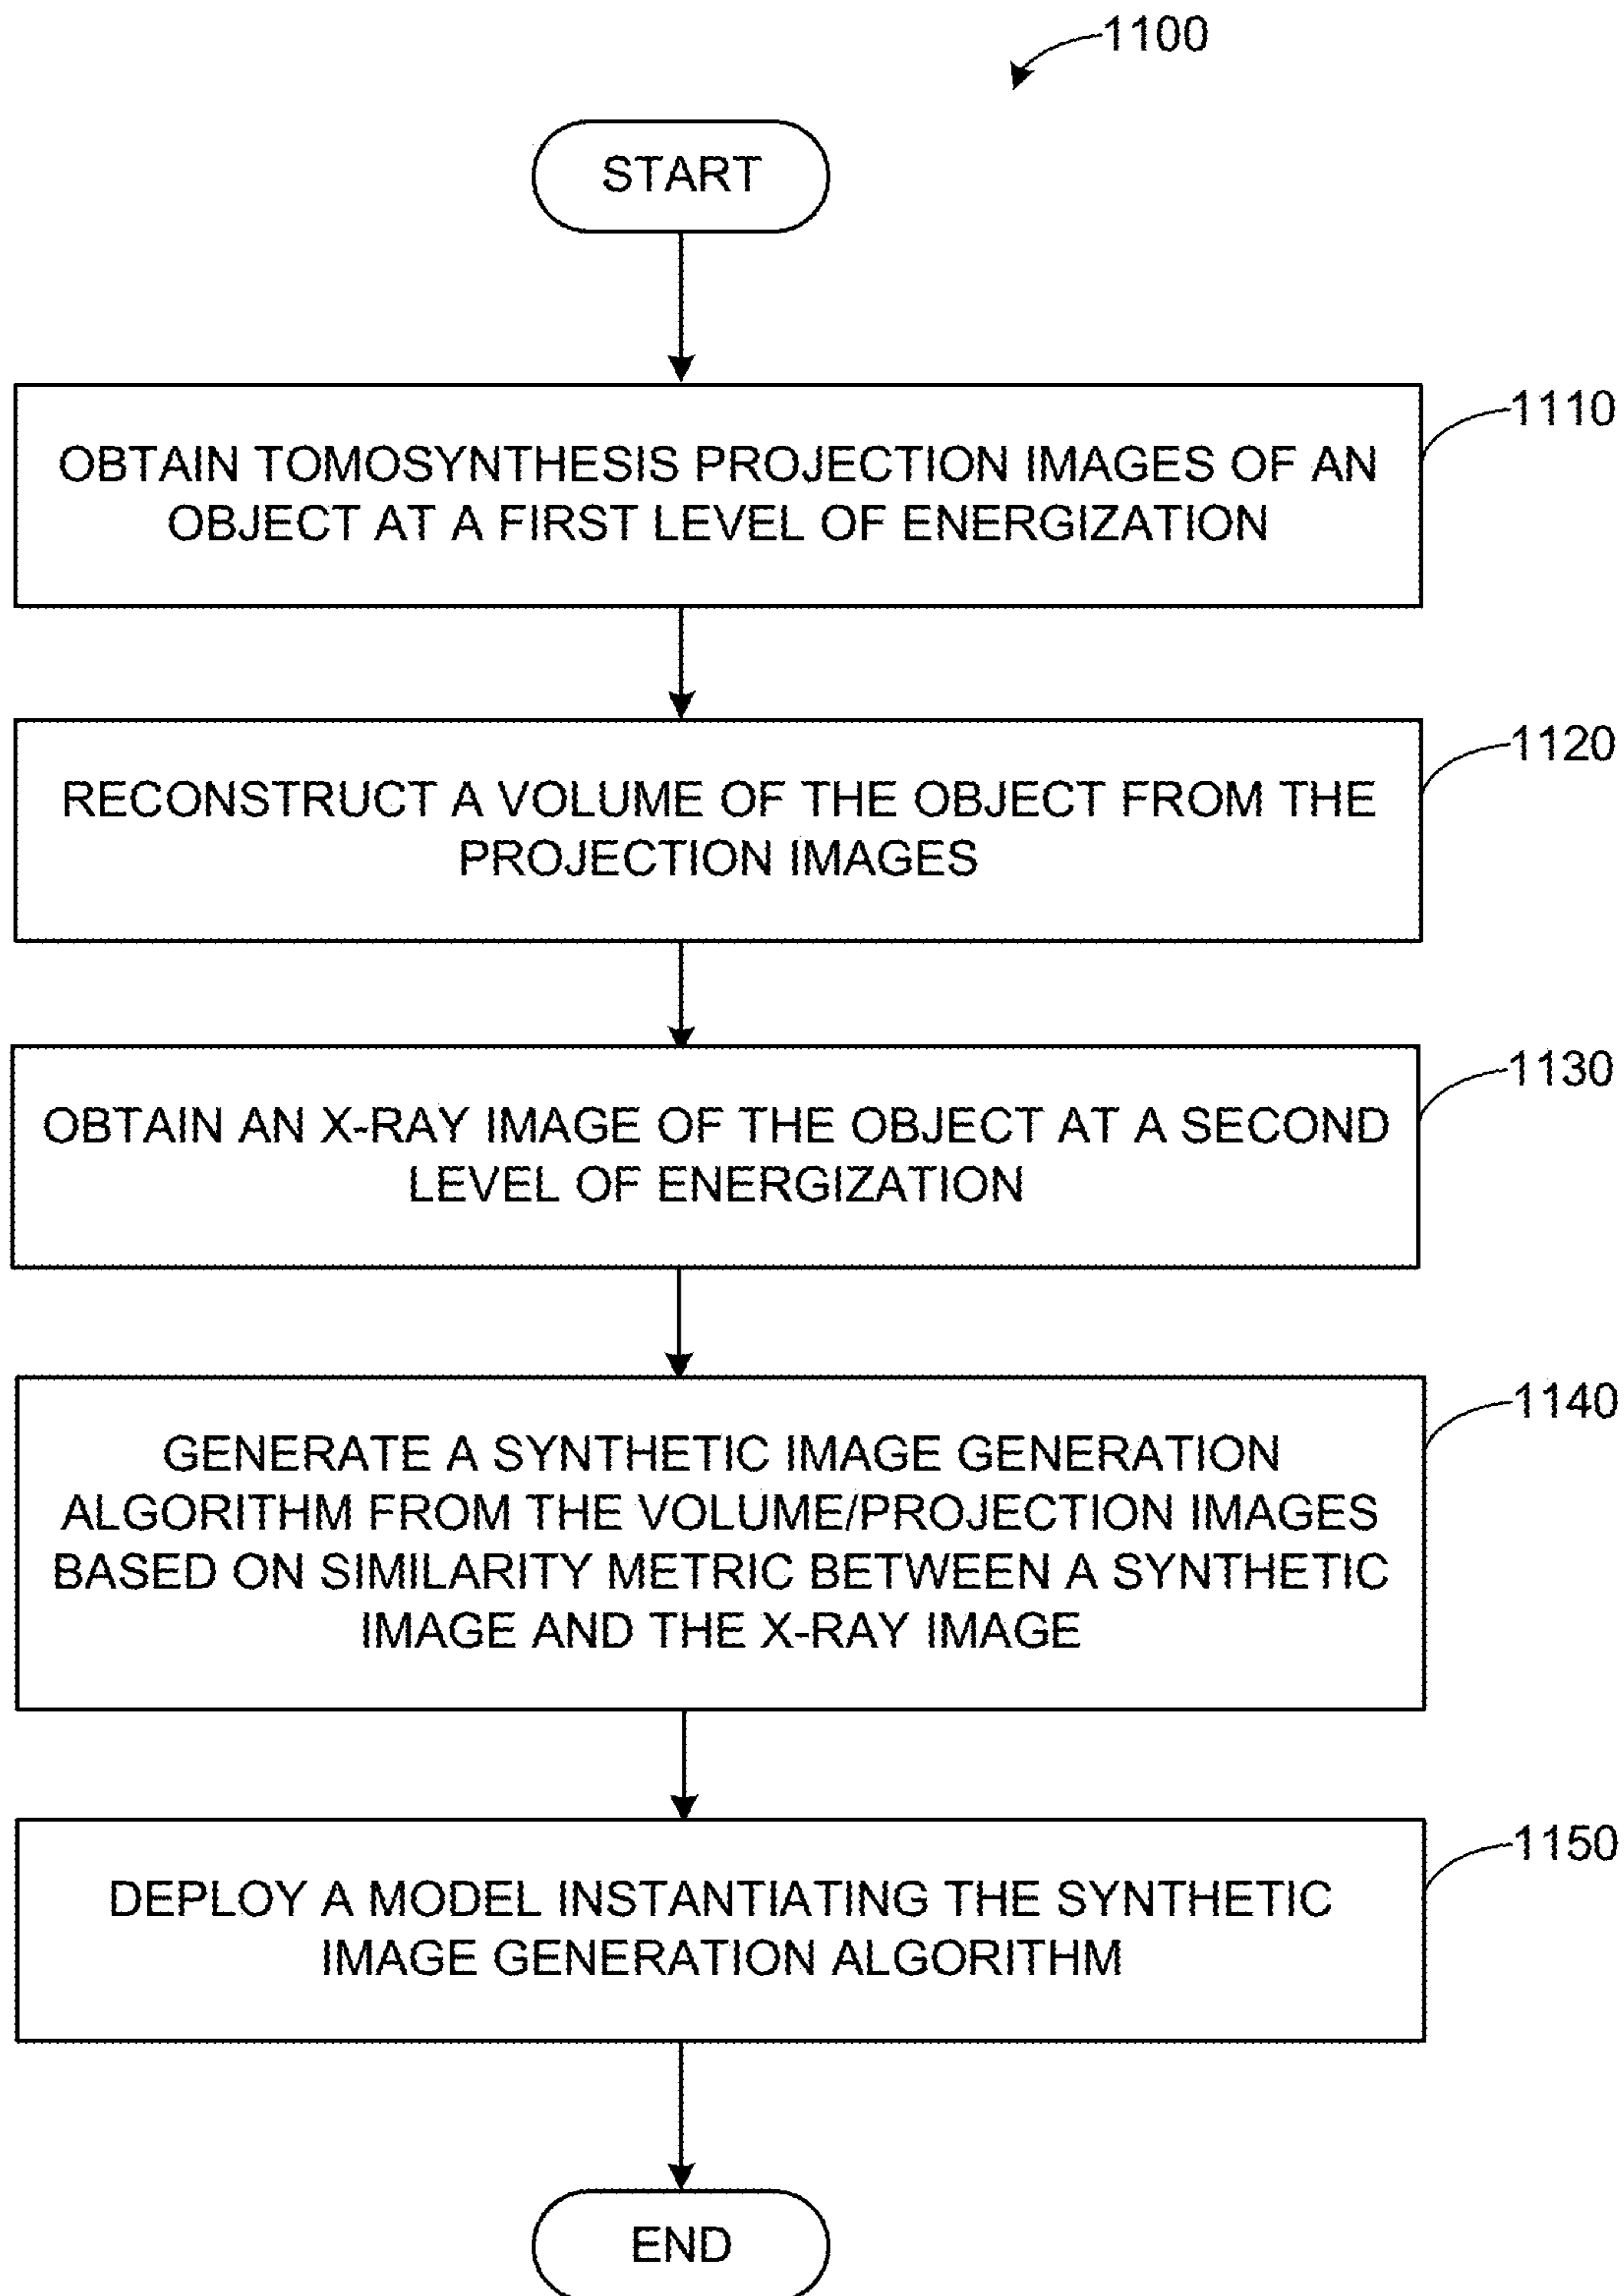 1100
START
1110
OBTAIN TOMOSYNTHESIS PROJECTION IMAGES OF AN
OBJECT AT A FIRST LEVEL OF ENERGIZATION
1120
RECONSTRUCT A VOLUME OF THE OBJECT FROM THE
PROJECTION IMAGES
1130
OBTAIN AN X-RAY IMAGE OF THE OBJECT AT A SECOND
LEVEL OF ENERGIZATION
1140
GENERATE A SYNTHETIC IMAGE GENERATION
ALGORITHM FROM THE VOLUME/PROJECTION IMAGES
BASED ON SIMILARITY METRIC BETWEEN A SYNTHETIC
IMAGE AND THE X-RAY IMAGE
1150
DEPLOY A MODEL INSTANTIATING THE SYNTHETIC
IMAGE GENERATION ALGORITHM
END